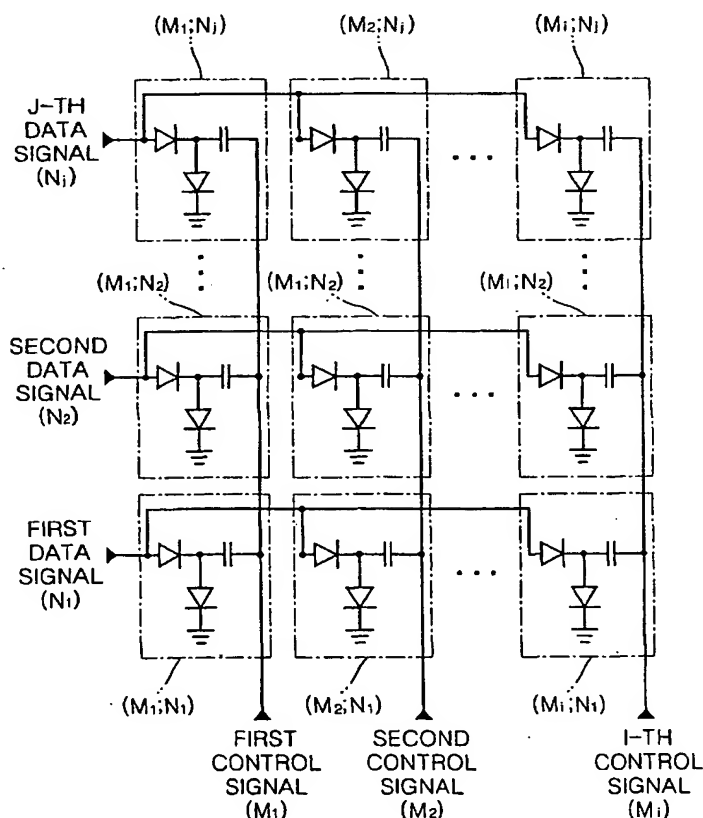 (M1;Nj)
(M2;Nj)
(Mi;Nj)
J-TH
DATA
SIGNAL
(Nj)
(M1;N2)
(M1;N2)
(Mi;N2)
SECOND
DATA
SIGNAL
(N2)
FIRST
DATA
SIGNAL
(N1)
(M1;N1)
(M2;N1)
(Mi;N1)
FIRST
CONTROL
SIGNAL
(M1)
SECOND
CONTROL
SIGNAL
(M2)
I-TH
CONTROL
SIGNAL
(Mi)